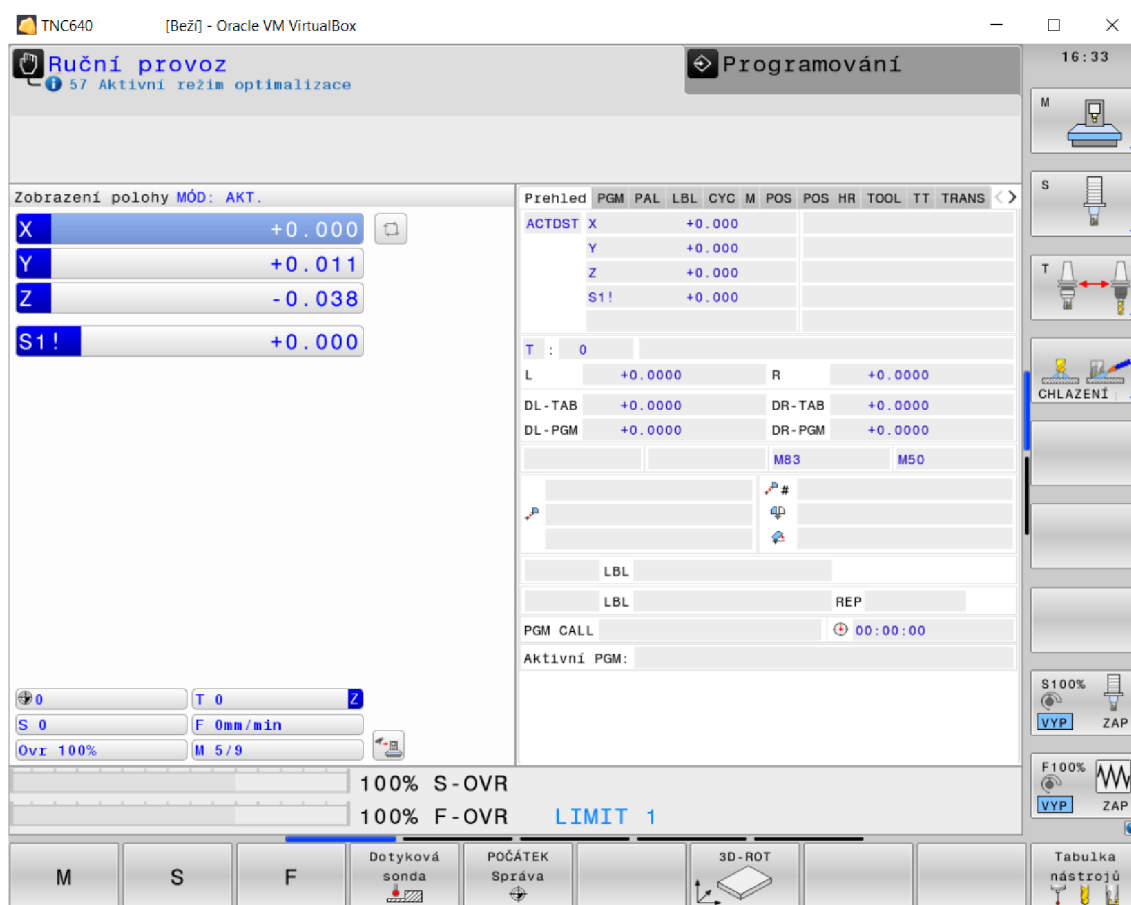 TNC640 [Beží] - Oracle VM VirtualBox
Ruční provoz
57 Aktivní režim optimalizace
Programování
16:33
Zobrazení polohy MÓD: AKT.
X +0.000
Y +0.011
Z -0.038
S1! +0.000
Prehled PGM PAL LBL CYC M POS POS HR TOOL TT TRANS
ACTDST X +0.000
Y +0.000
Z +0.000
S1! +0.000
T : 0
L +0.0000 R +0.0000
DL-TAB +0.0000 DR-TAB +0.0000
DL-PGM +0.0000 DR-PGM +0.0000
M83 M50
#
LBL
LBL REP
PGM CALL 00:00:00
Aktivní PGM:
0 T 0 Z
S 0 F 0mm/min
Ovr 100% M 5/9
100% S-OVR
100% F-OVR LIMIT 1
M
S
T
CHLAZENÍ
S100%
VYP ZAP
F100%
VYP ZAP
M
S
F
Dotyková
sonda
POČÁTEK
Správa
3D-ROT
Tabulka
nástrojů